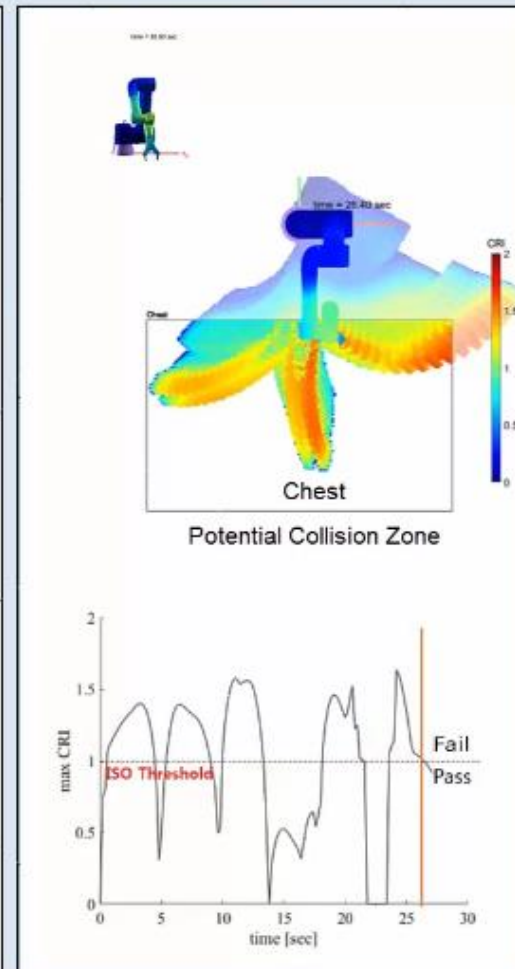 time = 26.40 sec
CRI
2
1.5
1
0.5
0
Chest
Chest
Potential Collision Zone
2
1.5
1
0.5
0
max CRI
ISO Threshold
Fail
Pass
0 5 10 15 20 25 30
time [sec]